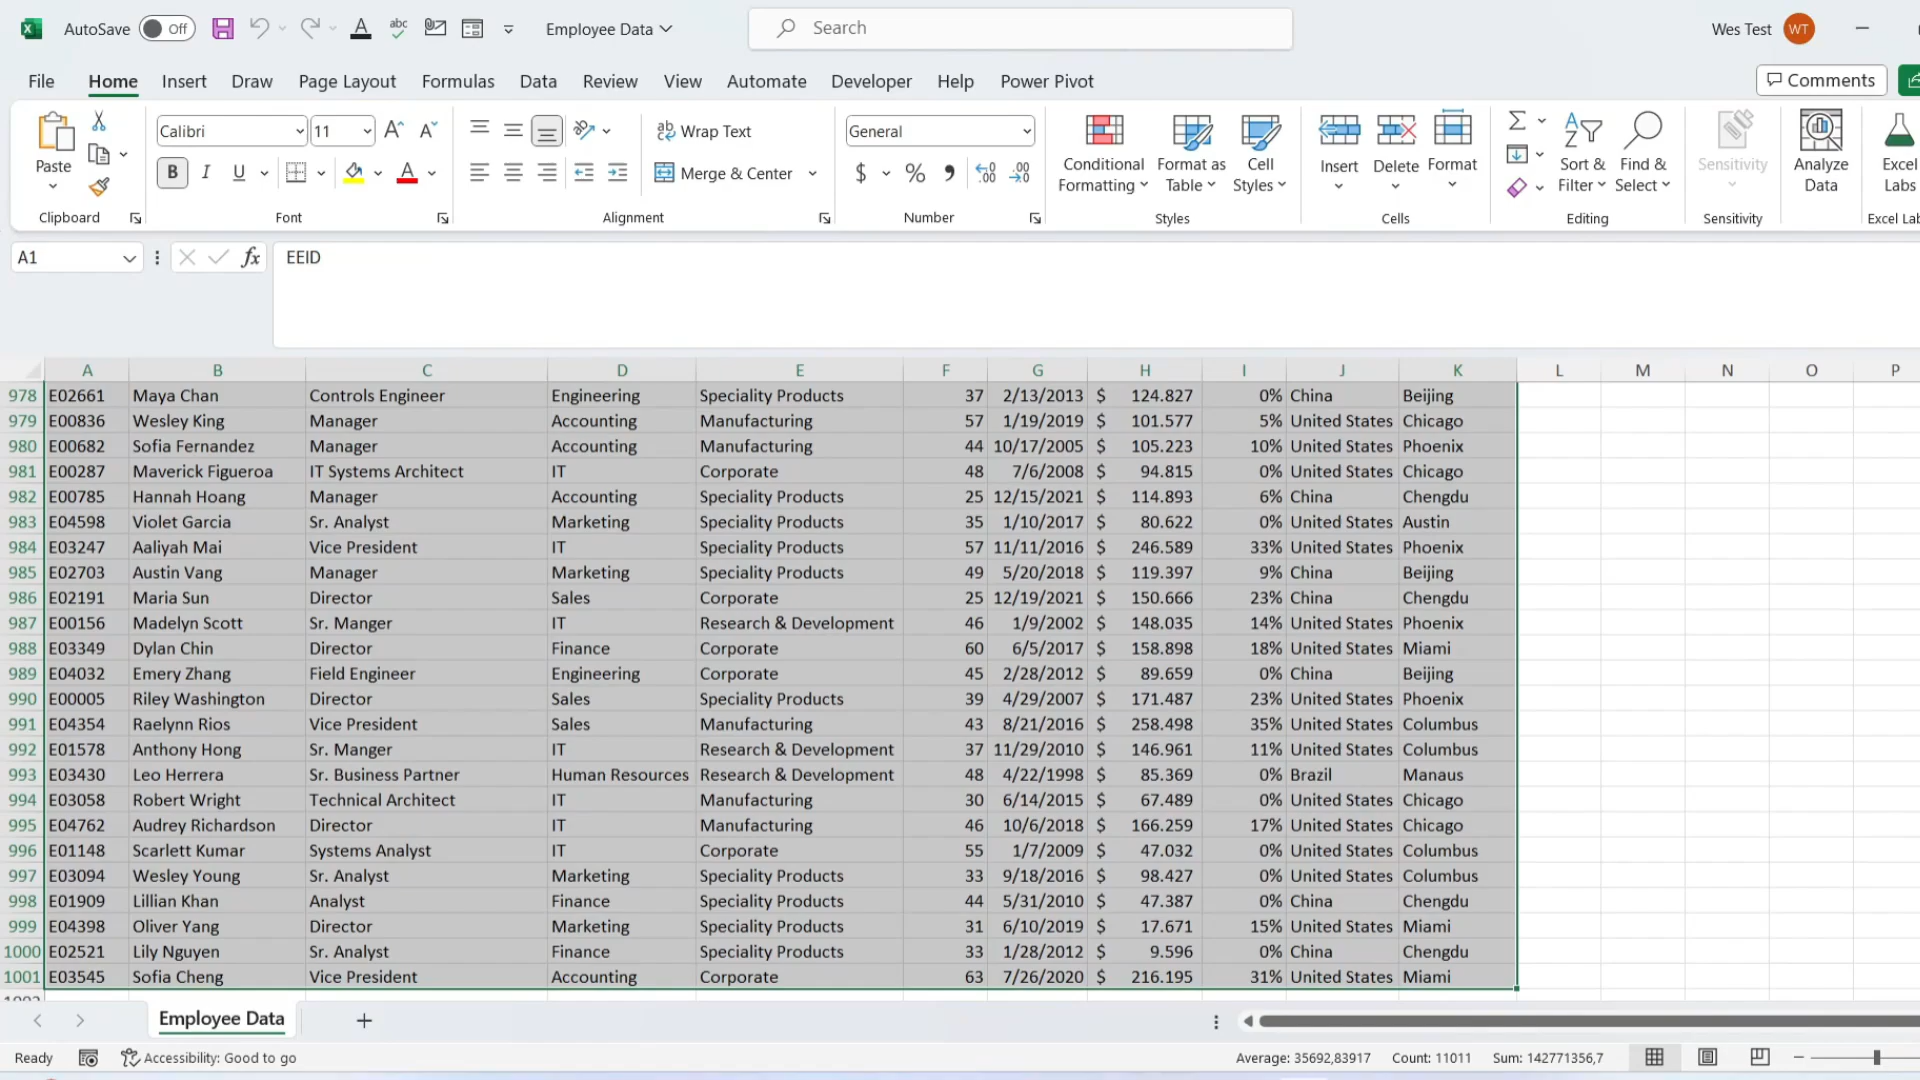 AutoSave Off Employee Data Search Wes Test WT
File Home Insert Draw Page Layout Formulas Data Review View Automate Developer Help Power Pivot Comments
Paste Calibri 11 Wrap Text General Conditional Formatting Format as Table Cell Styles Insert Delete Format Sort & Filter Find & Select Sensitivity Analyze Data Excel Labs
B I U Merge & Center $ % , .00
Clipboard Font Alignment Number Styles Cells Editing Sensitivity
A1 fx EEID
A B C D E F G H I J K L M N O P
978 E02661 Maya Chan Controls Engineer Engineering Speciality Products 37 2/13/2013 $ 124.827 0% China Beijing
979 E00836 Wesley King Manager Accounting Manufacturing 57 1/19/2019 $ 101.577 5% United States Chicago
980 E00682 Sofia Fernandez Manager Accounting Manufacturing 44 10/17/2005 $ 105.223 10% United States Phoenix
981 E00287 Maverick Figueroa IT Systems Architect IT Corporate 48 7/6/2008 $ 94.815 0% United States Chicago
982 E00785 Hannah Hoang Manager Accounting Speciality Products 25 12/15/2021 $ 114.893 6% China Chengdu
983 E04598 Violet Garcia Sr. Analyst Marketing Speciality Products 35 1/10/2017 $ 80.622 0% United States Austin
984 E03247 Aaliyah Mai Vice President IT Speciality Products 57 11/11/2016 $ 246.589 33% United States Phoenix
985 E02703 Austin Vang Manager Marketing Speciality Products 49 5/20/2018 $ 119.397 9% China Beijing
986 E02191 Maria Sun Director Sales Corporate 25 12/19/2021 $ 150.666 23% China Chengdu
987 E00156 Madelyn Scott Sr. Manger IT Research & Development 46 1/9/2002 $ 148.035 14% United States Phoenix
988 E03349 Dylan Chin Director Finance Corporate 60 6/5/2017 $ 158.898 18% United States Miami
989 E04032 Emery Zhang Field Engineer Engineering Corporate 45 2/28/2012 $ 89.659 0% China Beijing
990 E00005 Riley Washington Director Sales Speciality Products 39 4/29/2007 $ 171.487 23% United States Phoenix
991 E04354 Raelynn Rios Vice President Sales Manufacturing 43 8/21/2016 $ 258.498 35% United States Columbus
992 E01578 Anthony Hong Sr. Manger IT Research & Development 37 11/29/2010 $ 146.961 11% United States Columbus
993 E03430 Leo Herrera Sr. Business Partner Human Resources Research & Development 48 4/22/1998 $ 85.369 0% Brazil Manaus
994 E03058 Robert Wright Technical Architect IT Manufacturing 30 6/14/2015 $ 67.489 0% United States Chicago
995 E04762 Audrey Richardson Director IT Manufacturing 46 10/6/2018 $ 166.259 17% United States Chicago
996 E01148 Scarlett Kumar Systems Analyst IT Corporate 55 1/7/2009 $ 47.032 0% United States Columbus
997 E03094 Wesley Young Sr. Analyst Marketing Speciality Products 33 9/18/2016 $ 98.427 0% United States Columbus
998 E01909 Lillian Khan Analyst Finance Speciality Products 44 5/31/2010 $ 47.387 0% China Chengdu
999 E04398 Oliver Yang Director Marketing Speciality Products 31 6/10/2019 $ 17.671 15% United States Miami
1000 E02521 Lily Nguyen Sr. Analyst Finance Speciality Products 33 1/28/2012 $ 9.596 0% China Chengdu
1001 E03545 Sofia Cheng Vice President Accounting Corporate 63 7/26/2020 $ 216.195 31% United States Miami
Employee Data
Ready Accessibility: Good to go Average: 35692,83917 Count: 11011 Sum: 142771356,7